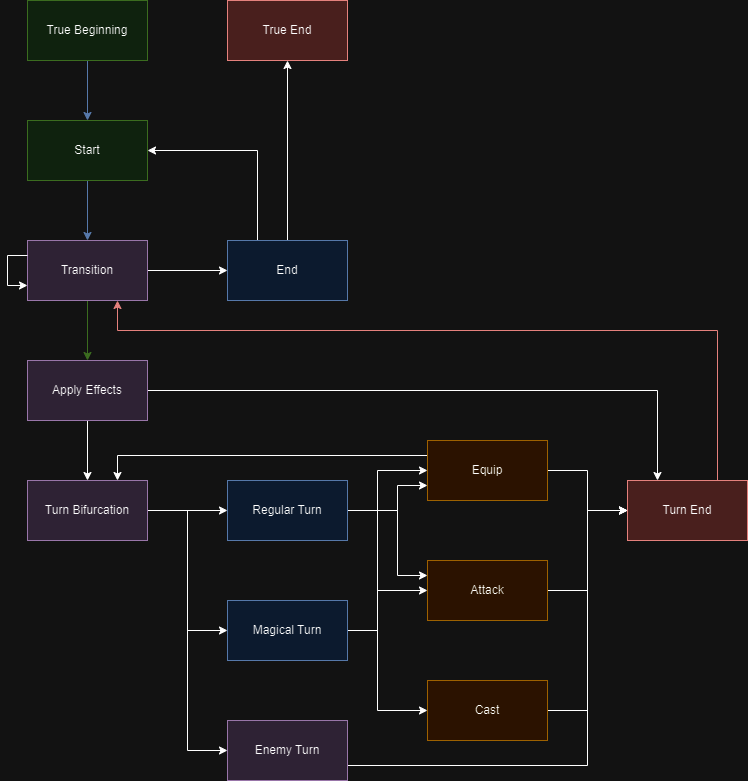 True Beginning
True End
Start
Transition
End
Apply Effects
Equip
Turn Bifurcation
Regular Turn
Turn End
Attack
Magical Turn
Cast
Enemy Turn